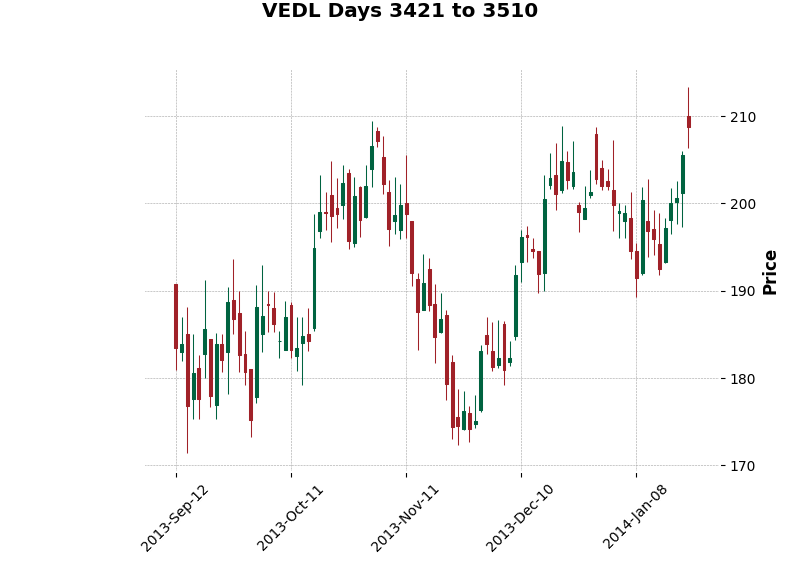 VEDL Days 3421 to 3510
210
200
190
180
170
Price
2013-Sep-12
2013-Oct-11
2013-Nov-11
2013-Dec-10
2014-Jan-08